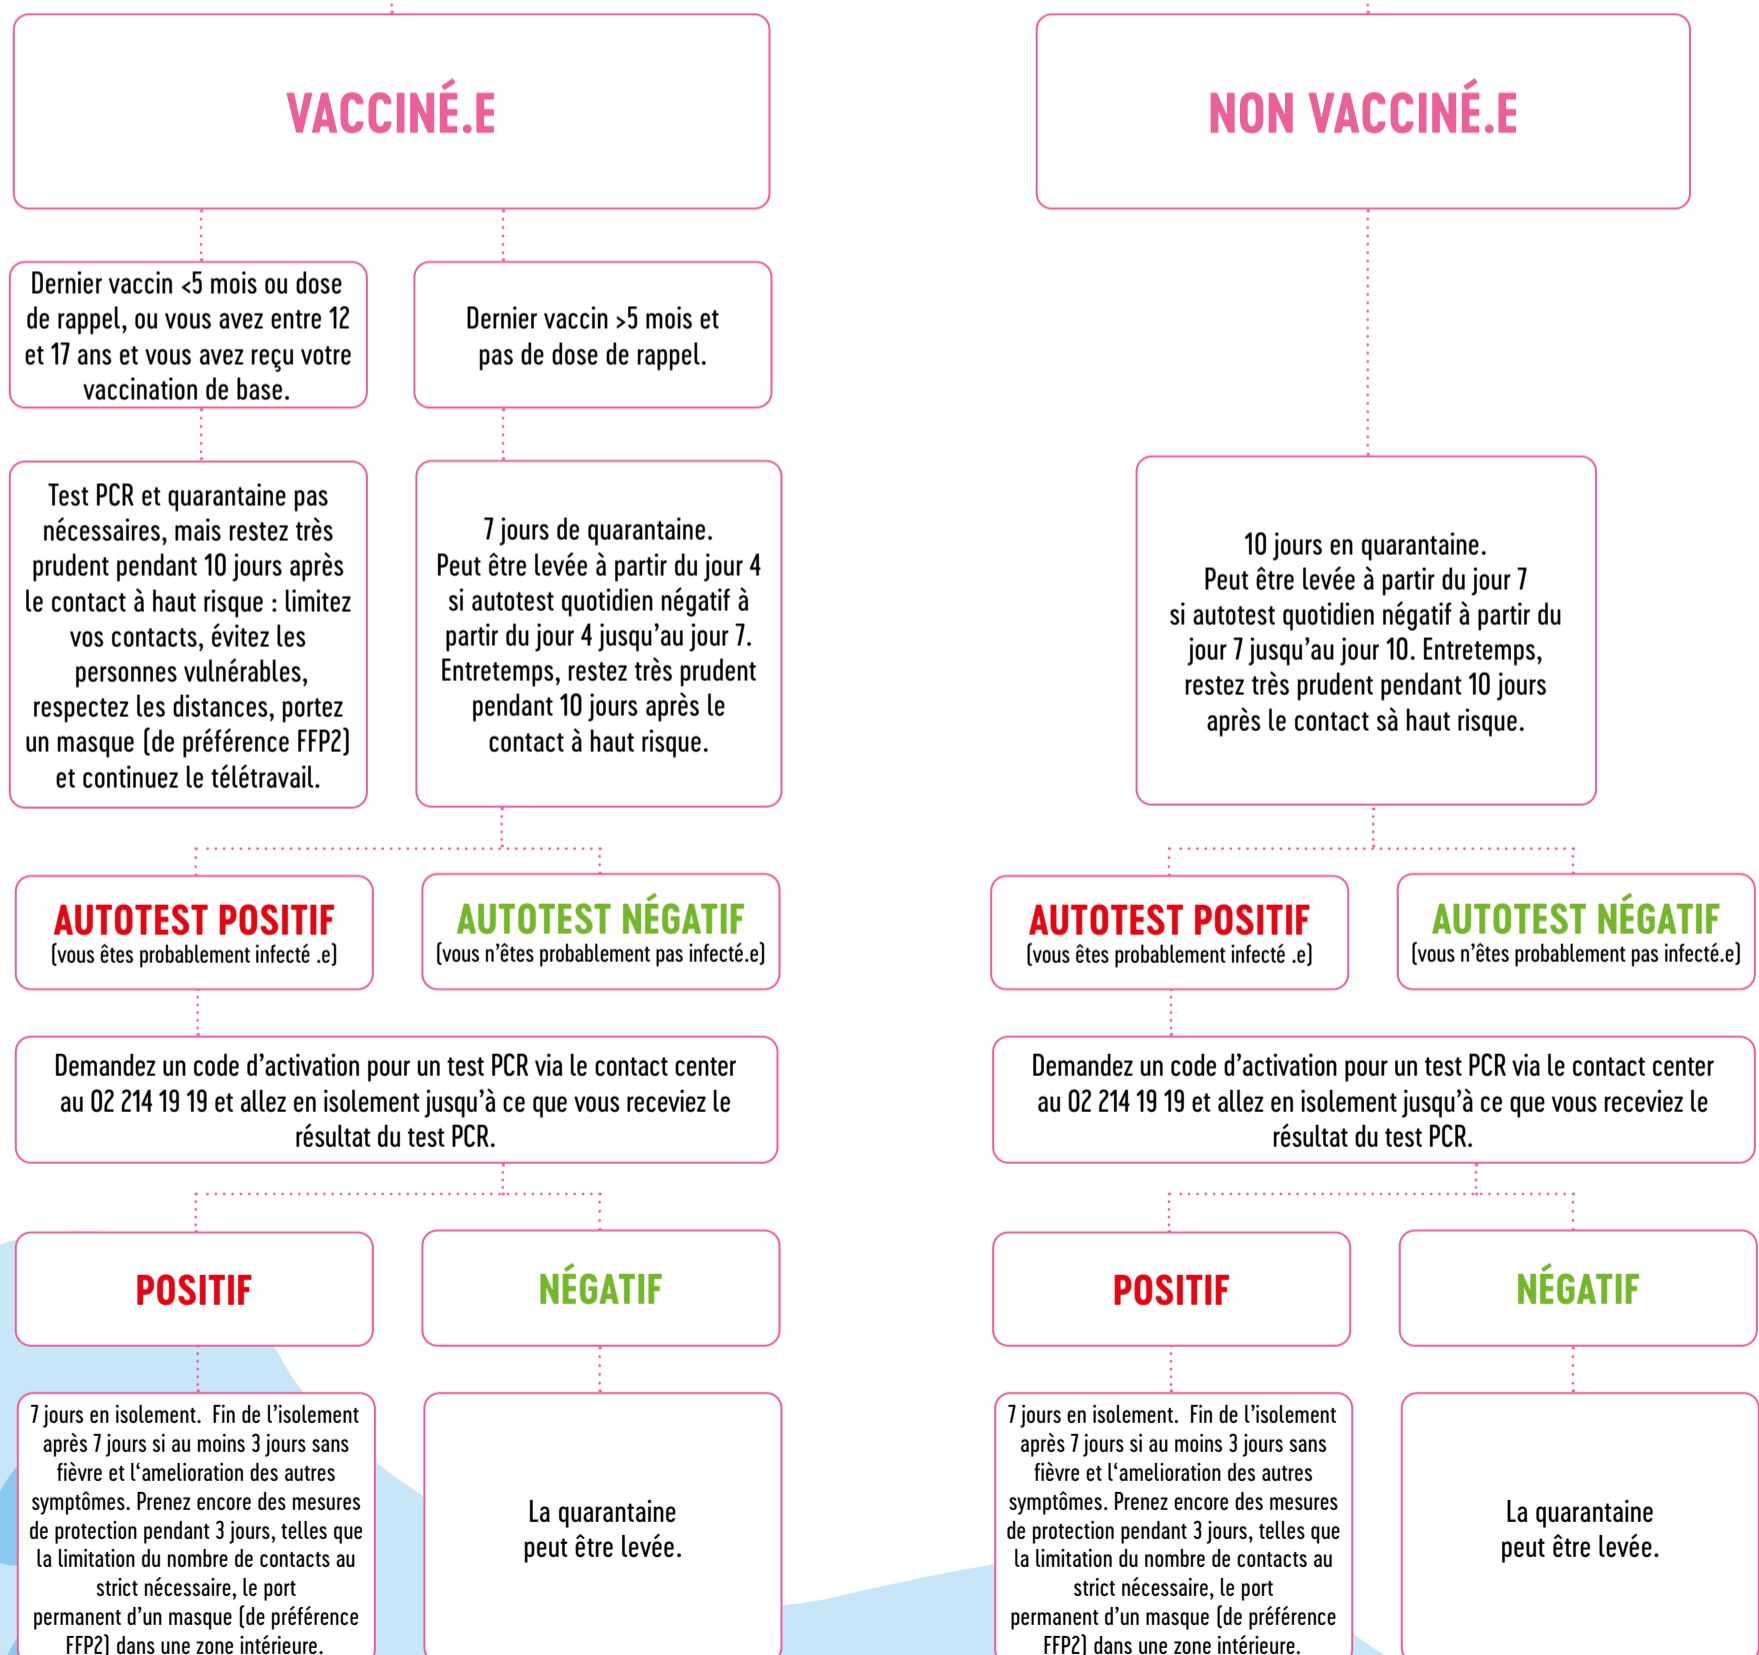 VACCINÉ.E
Dernier vaccin <5 mois ou dose
de rappel, ou vous avez entre 12
et 17 ans et vous avez reçu votre
vaccination de base.
Dernier vaccin >5 mois et
pas de dose de rappel.
Test PCR et quarantaine pas
nécessaires, mais restez très
prudent pendant 10 jours après
le contact à haut risque : limitez
vos contacts, évitez les
personnes vulnérables,
respectez les distances, portez
un masque (de préférence FFP2)
et continuez le télétravail.
7 jours de quarantaine.
Peut être levée à partir du jour 4
si autotest quotidien négatif à
partir du jour 4 jusqu'au jour 7.
Entretemps, restez très prudent
pendant 10 jours après le
contact à haut risque.
AUTOTEST POSITIF
(vous êtes probablement infecté .e)
AUTOTEST NÉGATIF
(vous n'êtes probablement pas infecté.e)
Demandez un code d'activation pour un test PCR via le contact center
au 02 214 19 19 et allez en isolement jusqu'à ce que vous receviez le
résultat du test PCR.
POSITIF
NÉGATIF
7 jours en isolement.  Fin de l'isolement
après 7 jours si au moins 3 jours sans
fièvre et l'amelioration des autres
symptômes. Prenez encore des mesures
de protection pendant 3 jours, telles que
la limitation du nombre de contacts au
strict nécessaire, le port
permanent d'un masque (de préférence
FFP2) dans une zone intérieure.
La quarantaine
peut être levée.
NON VACCINÉ.E
10 jours en quarantaine.
Peut être levée à partir du jour 7
si autotest quotidien négatif à partir du
jour 7 jusqu'au jour 10. Entretemps,
restez très prudent pendant 10 jours
après le contact sà haut risque.
AUTOTEST POSITIF
(vous êtes probablement infecté .e)
AUTOTEST NÉGATIF
(vous n'êtes probablement pas infecté.e)
Demandez un code d'activation pour un test PCR via le contact center
au 02 214 19 19 et allez en isolement jusqu'à ce que vous receviez le
résultat du test PCR.
POSITIF
NÉGATIF
7 jours en isolement.  Fin de l'isolement
après 7 jours si au moins 3 jours sans
fièvre et l'amelioration des autres
symptômes. Prenez encore des mesures
de protection pendant 3 jours, telles que
la limitation du nombre de contacts au
strict nécessaire, le port
permanent d'un masque (de préférence
FFP2) dans une zone intérieure.
La quarantaine
peut être levée.